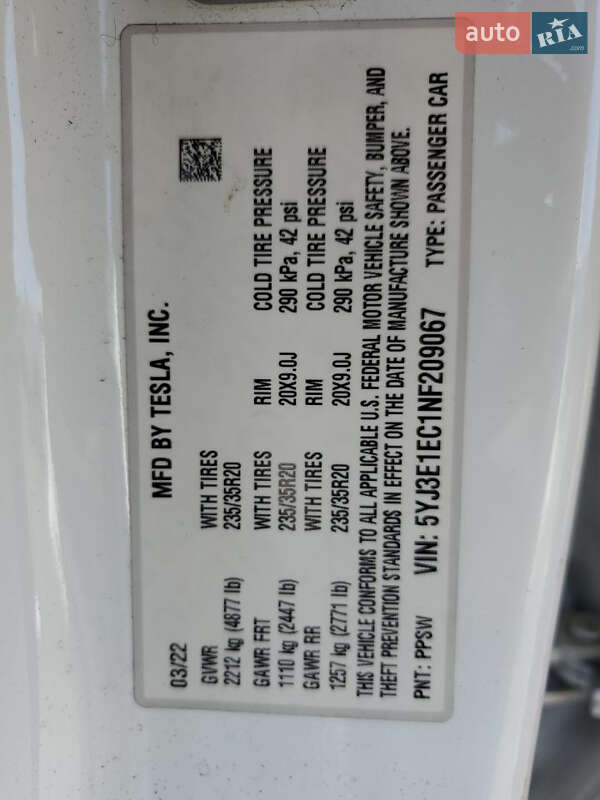 auto RIA.com
MFD BY TESLA, INC.
03/22
GVWR WITH TIRES
2212 kg (4877 lb) 235/35R20
GAWR FRT WITH TIRES RIM COLD TIRE PRESSURE
1110 kg (2447 lb) 235/35R20 20X9.0J 290 kPa, 42 psi
GAWR RR WITH TIRES RIM COLD TIRE PRESSURE
1257 kg (2771 lb) 235/35R20 20X9.0J 290 kPa, 42 psi
THIS VEHICLE CONFORMS TO ALL APPLICABLE U.S. FEDERAL MOTOR VEHICLE SAFETY, BUMPER, AND
THEFT PREVENTION STANDARDS IN EFFECT ON THE DATE OF MANUFACTURE SHOWN ABOVE.
PNT: PPSW VIN: 5YJ3E1EC1NF209067 TYPE: PASSENGER CAR